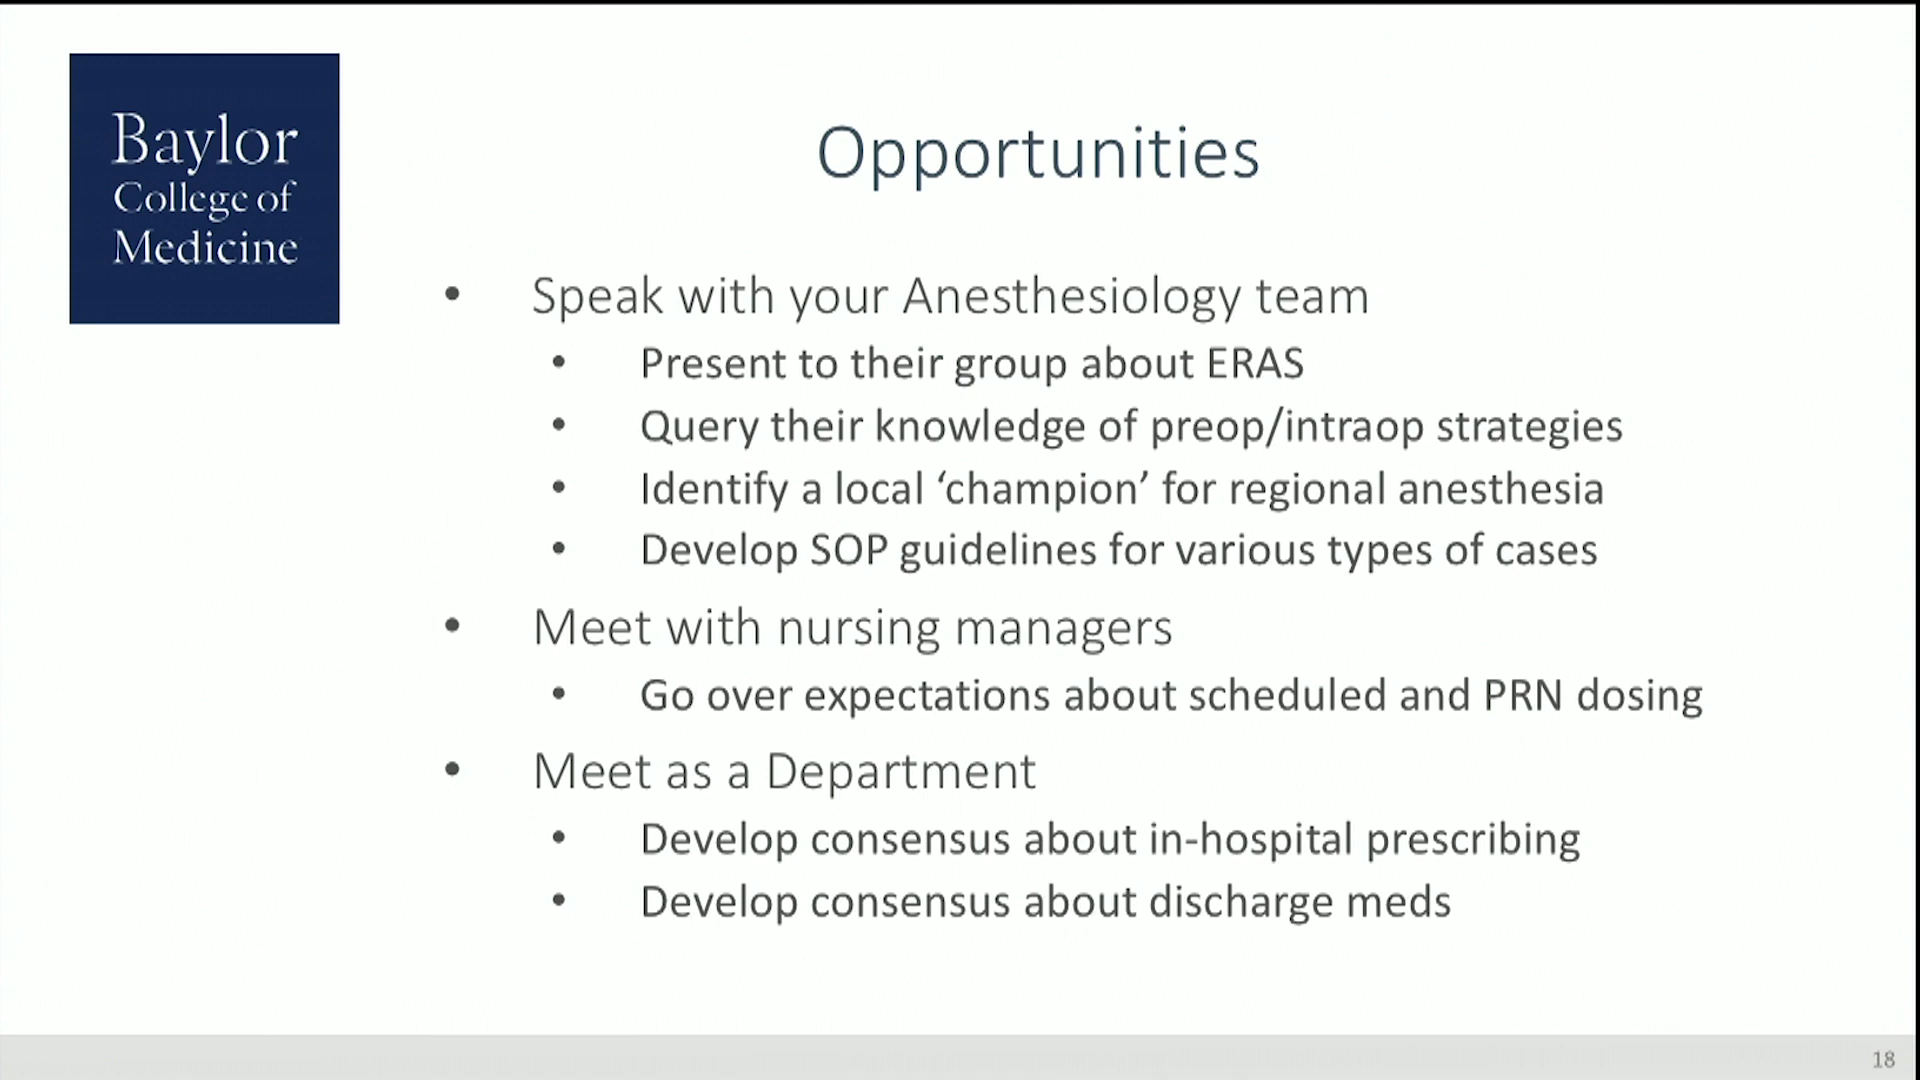 Baylor
College of
Medicine
Opportunities
• Speak with your Anesthesiology team
• Present to their group about ERAS
• Query their knowledge of preop/intraop strategies
• Identify a local ‘champion’ for regional anesthesia
• Develop SOP guidelines for various types of cases
• Meet with nursing managers
• Go over expectations about scheduled and PRN dosing
• Meet as a Department
• Develop consensus about in-hospital prescribing
• Develop consensus about discharge meds
18